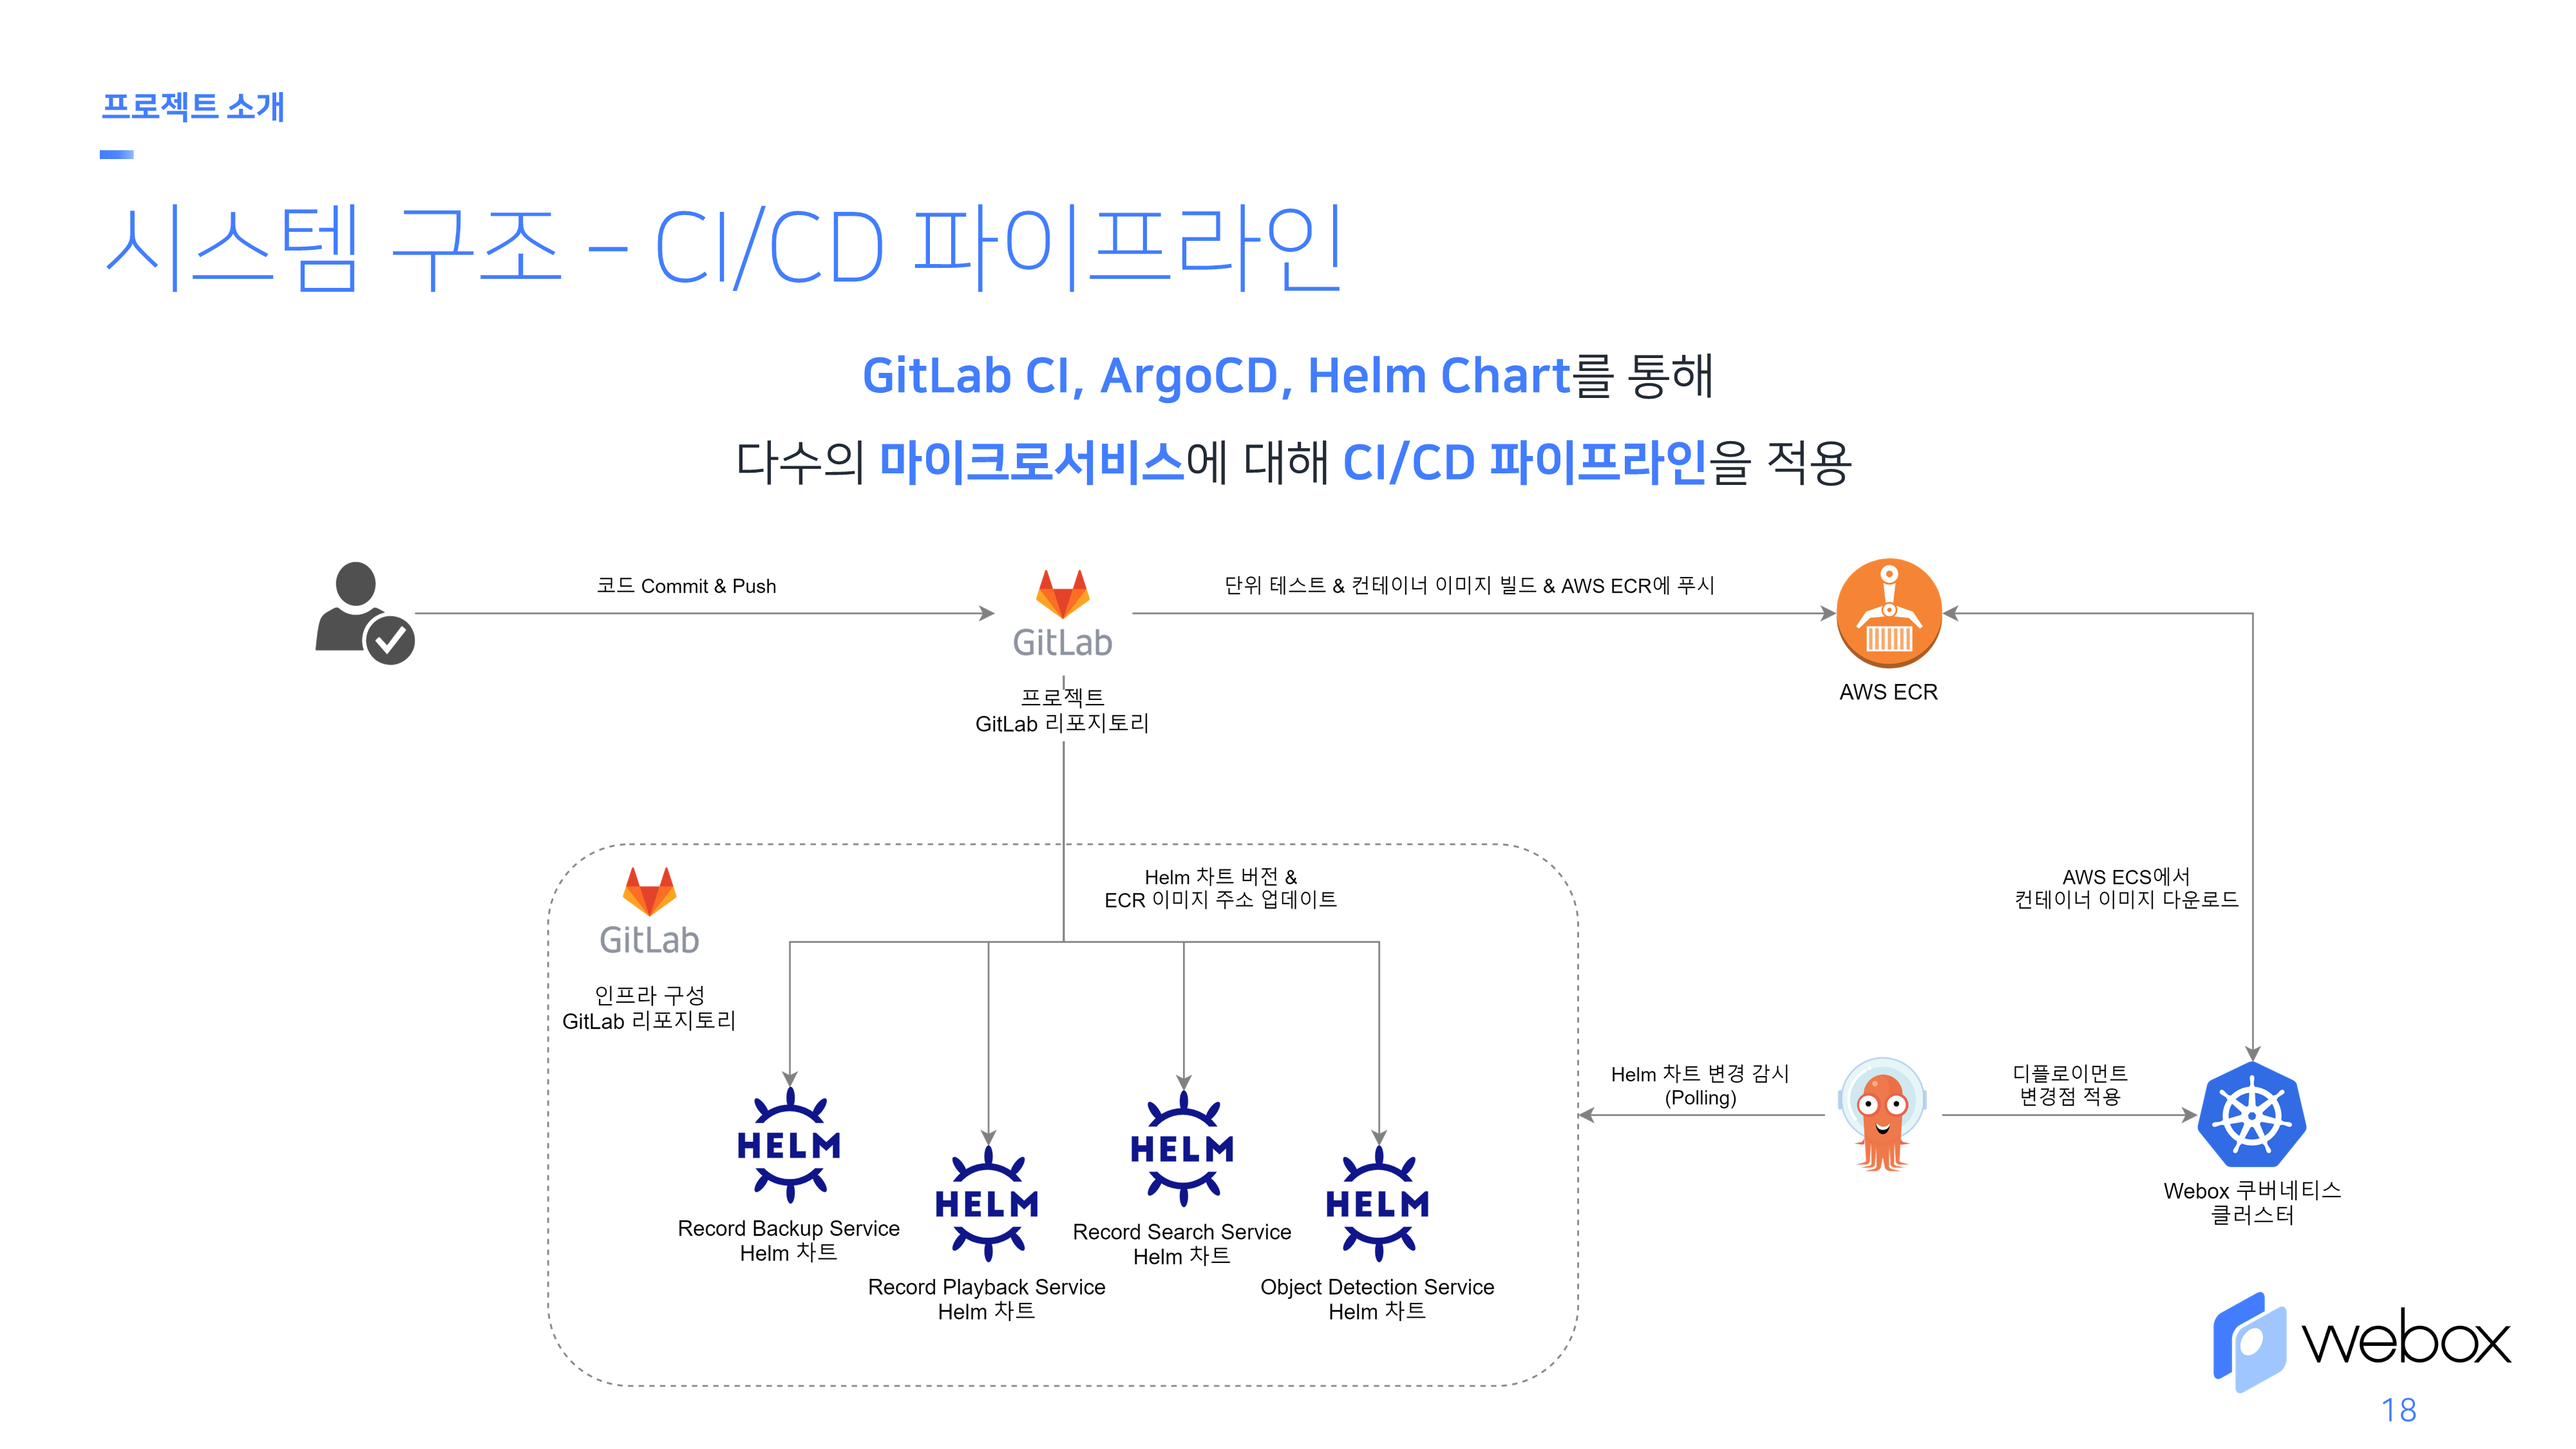 프로젝트 소개
시스템 구조 – CI/CD 파이프라인
GitLab CI, ArgoCD, Helm Chart를 통해
다수의 마이크로서비스에 대해 CI/CD 파이프라인을 적용
코드 Commit & Push
GitLab
프로젝트
GitLab 리포지토리
단위 테스트 & 컨테이너 이미지 빌드 & AWS ECR에 푸시
AWS ECR
GitLab
인프라 구성
GitLab 리포지토리
Helm 차트 버전 &
ECR 이미지 주소 업데이트
AWS ECS에서
컨테이너 이미지 다운로드
HELM
Record Backup Service
Helm 차트
HELM
Record Playback Service
Helm 차트
HELM
Record Search Service
Helm 차트
HELM
Object Detection Service
Helm 차트
Helm 차트 변경 감시
(Polling)
디플로이먼트
변경점 적용
Webox 쿠버네티스
클러스터
webox
18